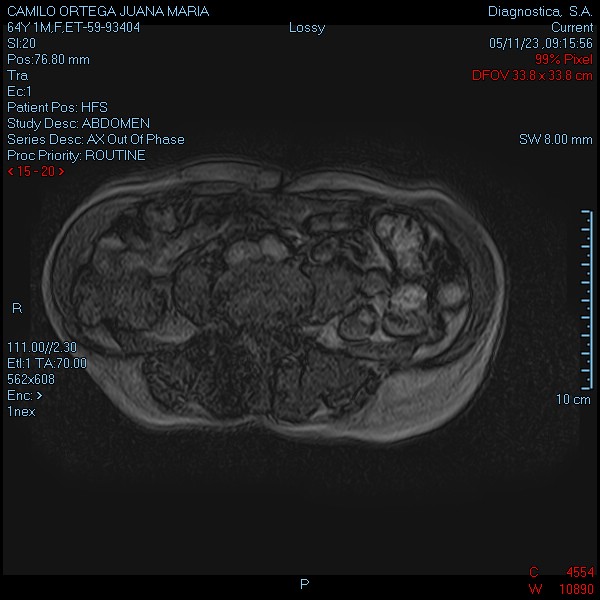 CAMILO ORTEGA JUANA MARIA
64Y 1M,F,ET-59-93404
Sl:20
Pos:76.80 mm
Tra
Ec:1
Patient Pos: HFS
Study Desc: ABDOMEN
Series Desc: AX Out Of Phase
Proc Priority: ROUTINE
< 15 - 20 >
Lossy
Diagnostica, S.A.
Current
05/11/23 ,09:15:56
99% Pixel
DFOV 33.8 x 33.8 cm
SW 8.00 mm
R
111.00//2.30
Etl:1 TA:70.00
562x608
Enc: >
1nex
10 cm
P
C 4554
W 10890